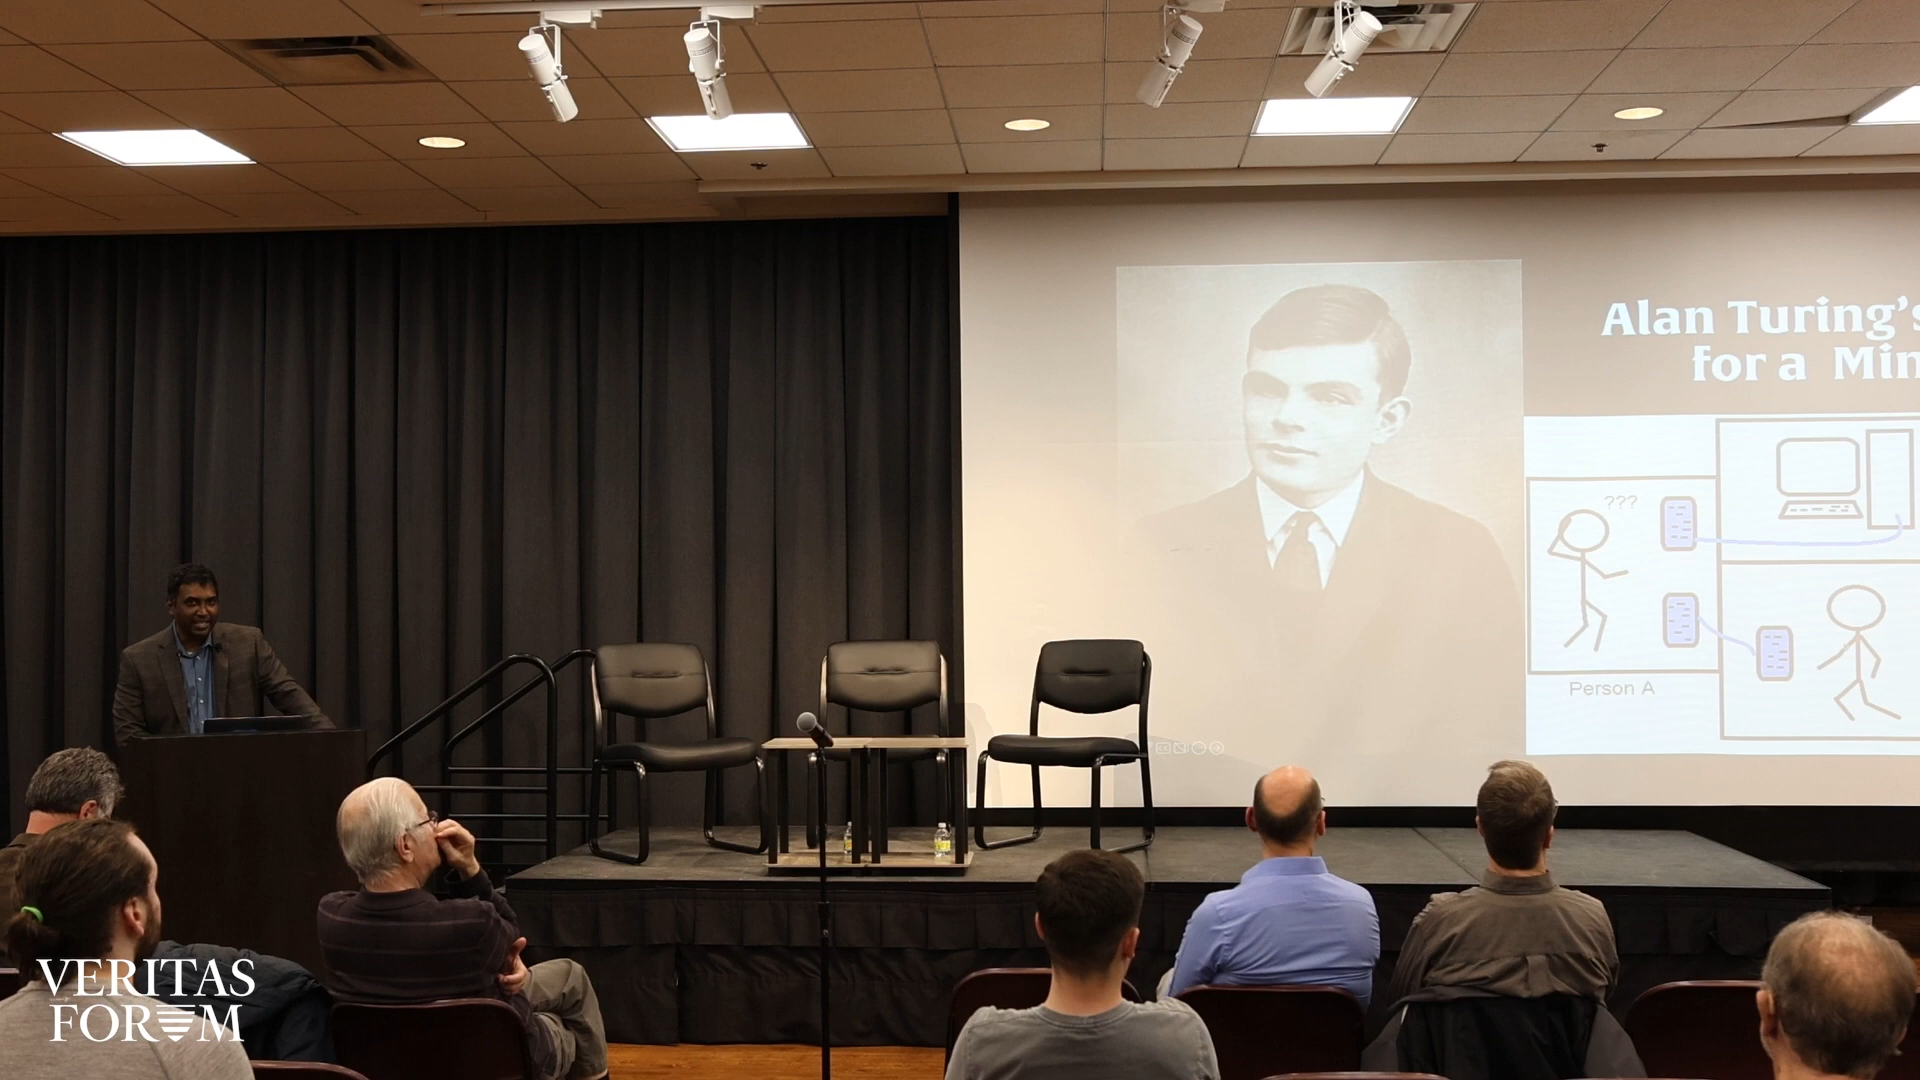 Alan Turing's
for a Min
???
Person A
VERITAS
FORUM